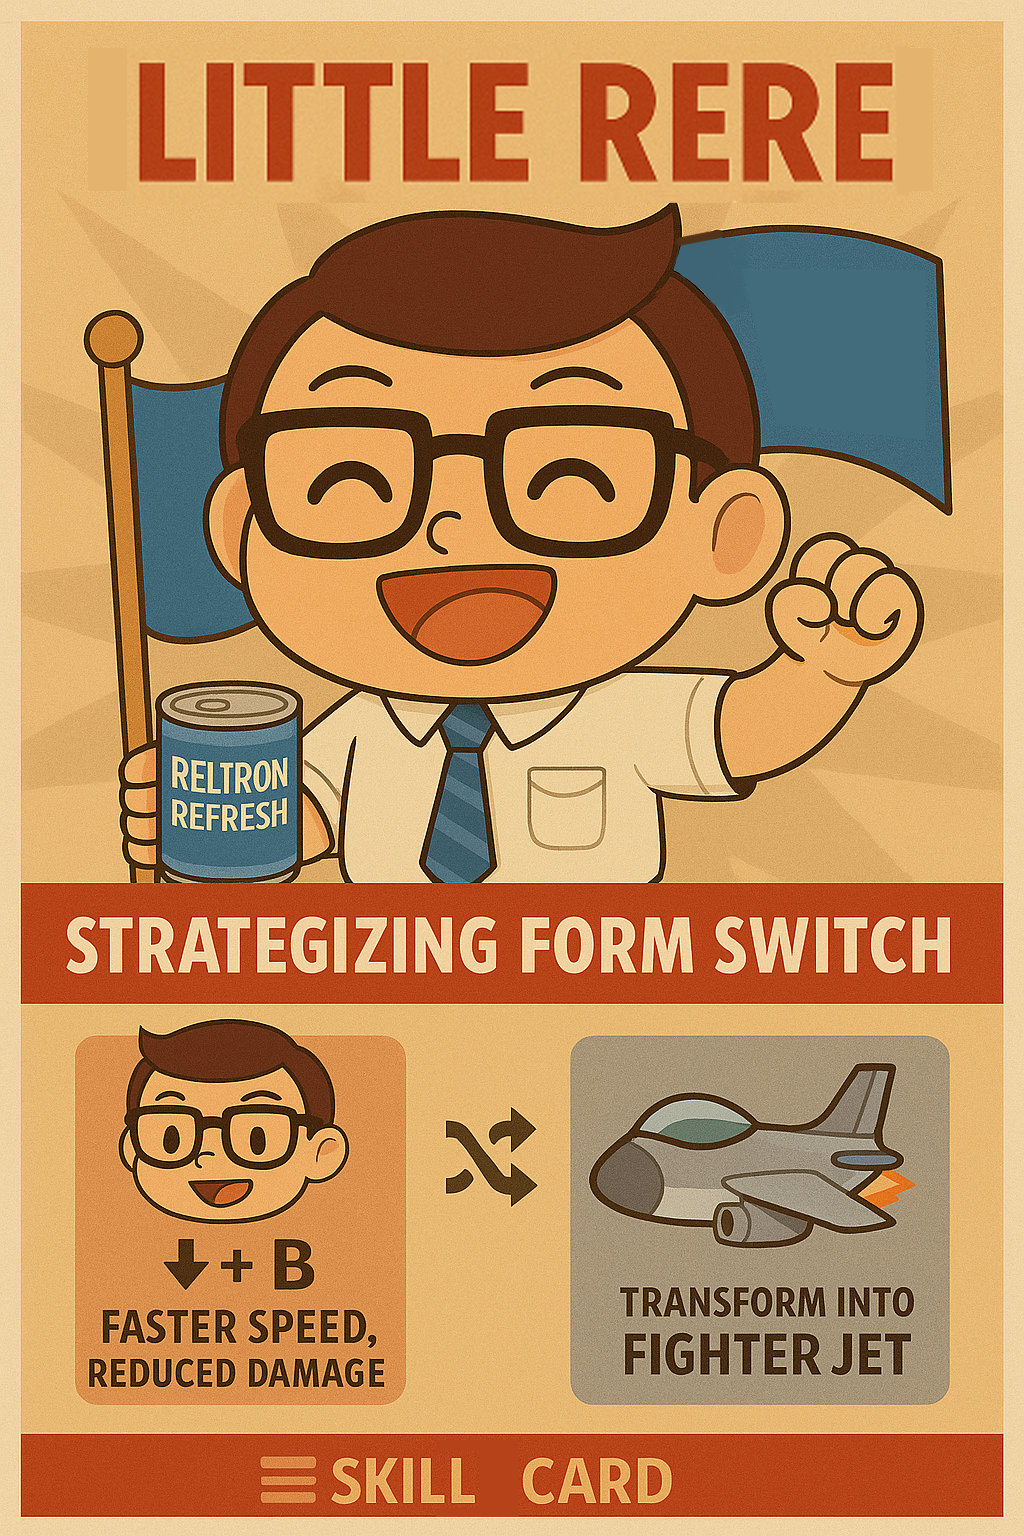 LITTLE RERE
RELTRON
REFRESH
STRATEGIZING FORM SWITCH
↓ + B
FASTER SPEED,
REDUCED DAMAGE
TRANSFORM INTO
FIGHTER JET
SKILL CARD